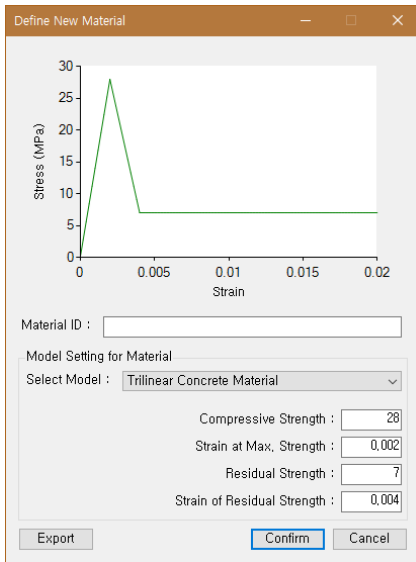 Define New Material
30
25
20
15
10
5
0
Stress (MPa)
0 0.005 0.01 0.015 0.02
Strain
Material ID :
Model Setting for Material
Select Model : Trilinear Concrete Material
Compressive Strength : 28
Strain at Max. Strength : 0.002
Residual Strength : 7
Strain of Residual Strength : 0.004
Export Confirm Cancel